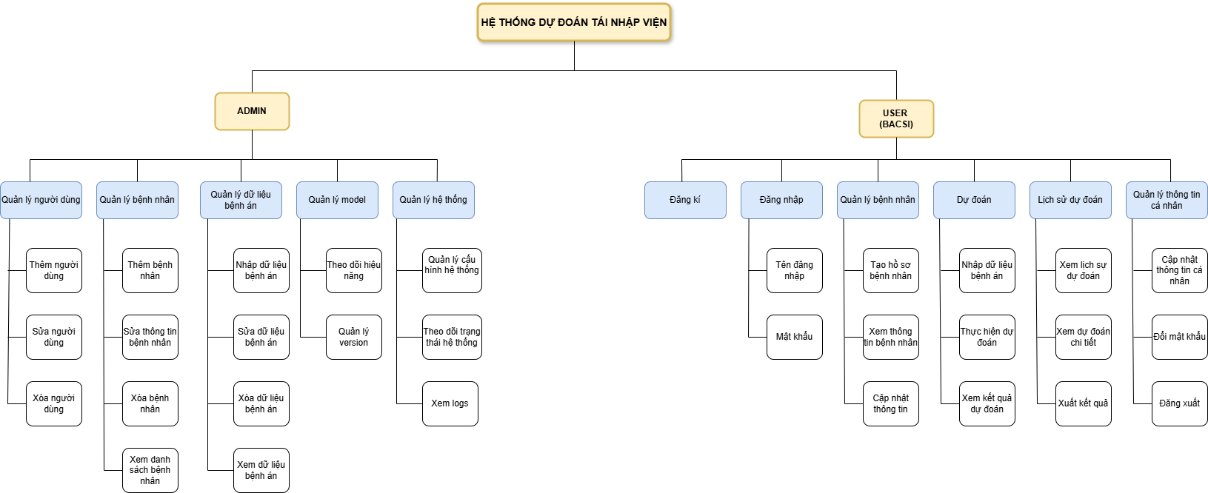 HỆ THỐNG DỰ ĐOÁN TÁI NHẬP VIỆN
ADMIN
USER
(BACSI)
Quản lý người dùng
Quản lý bệnh nhân
Quản lý dữ liệu
bệnh án
Quản lý model
Quản lý hệ thống
Đăng kí
Đăng nhập
Quản lý bệnh nhân
Dự đoán
Lịch sử dự đoán
Quản lý thông tin
cá nhân
Thêm người
dùng
Thêm bệnh
nhân
Nhập dữ liệu
bệnh án
Theo dõi hiệu
năng
Quản lý cấu
hình hệ thống
Tên đăng
nhập
Tạo hồ sơ
bệnh nhân
Nhập dữ liệu
bệnh án
Xem lịch sự
dự đoán
Cập nhật
thông tin cá
nhân
Sửa người
dùng
Sửa thông tin
bệnh nhân
Sửa dữ liệu
bệnh án
Quản lý
version
Theo dõi trạng
thái hệ thống
Mật khẩu
Xem thông
tin bệnh nhân
Thực hiện dự
đoán
Xem dự đoán
chi tiết
Đổi mật khẩu
Xóa người
dùng
Xóa bệnh
nhân
Xóa dữ liệu
bệnh án
Xem logs
Cập nhật
thông tin
Xem kết quả
dự đoán
Xuất kết quả
Đăng xuất
Xem danh
sách bệnh
nhân
Xem dữ liệu
bệnh án